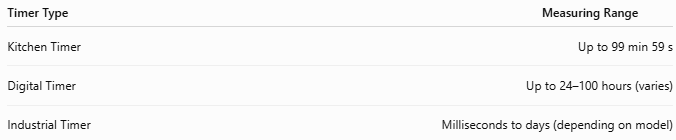 Timer Type Measuring Range
Kitchen Timer Up to 99 min 59 s
Digital Timer Up to 24–100 hours (varies)
Industrial Timer Milliseconds to days (depending on model)